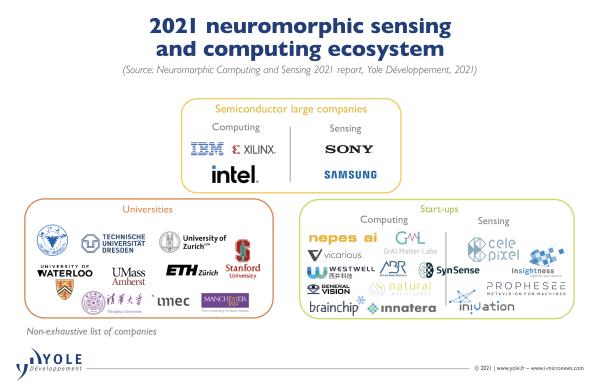 2021 neuromorphic sensing
and computing ecosystem
(Source: Neuromorphic Computing and Sensing 2021 report, Yole Développement, 2021)
Semiconductor large companies
Computing
Sensing
IBM
XILINX.
SONY
intel.
SAMSUNG
Universities
TECHNISCHE
UNIVERSITÄT
DRESDEN
University of
Zurich
UNIVERSITY OF
WATERLOO
UMass
Amherst
ETH zürich
Stanford
University
Tsinghua University
imec
MANCHESTER
1824
The University of Manchester
Start-ups
Computing
Sensing
nepes ai
GML
GrAI Matter Labs
vicarious
WESTWELL
西井科技
ABR
SynSense
GENERAL
VISION
natural
intelligence
brainchip
innatera
cele
pixel
insightness
PROPHESEE
METAVISION FOR MACHINES
iniVation
Non-exhaustive list of companies
YOLE
Développement
© 2021 | www.yole.fr – www.i-micronews.com